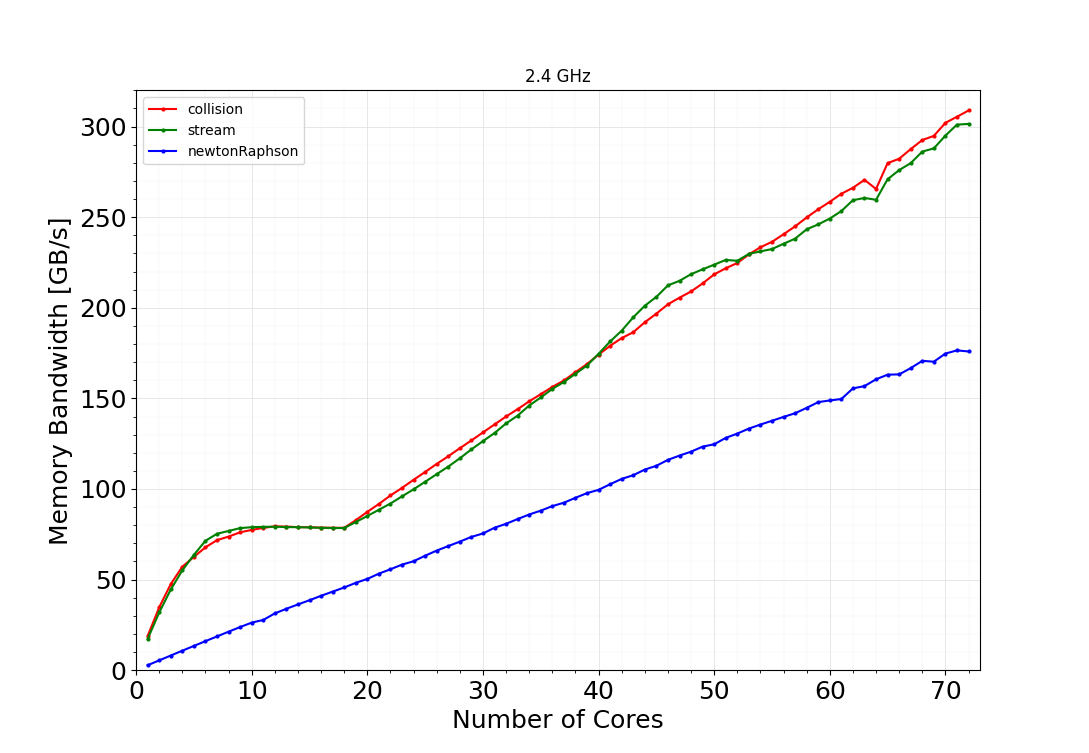 2.4 GHz
collision
stream
newtonRaphson
Memory Bandwidth [GB/s]
300
250
200
150
100
50
0
0 10 20 30 40 50 60 70
Number of Cores